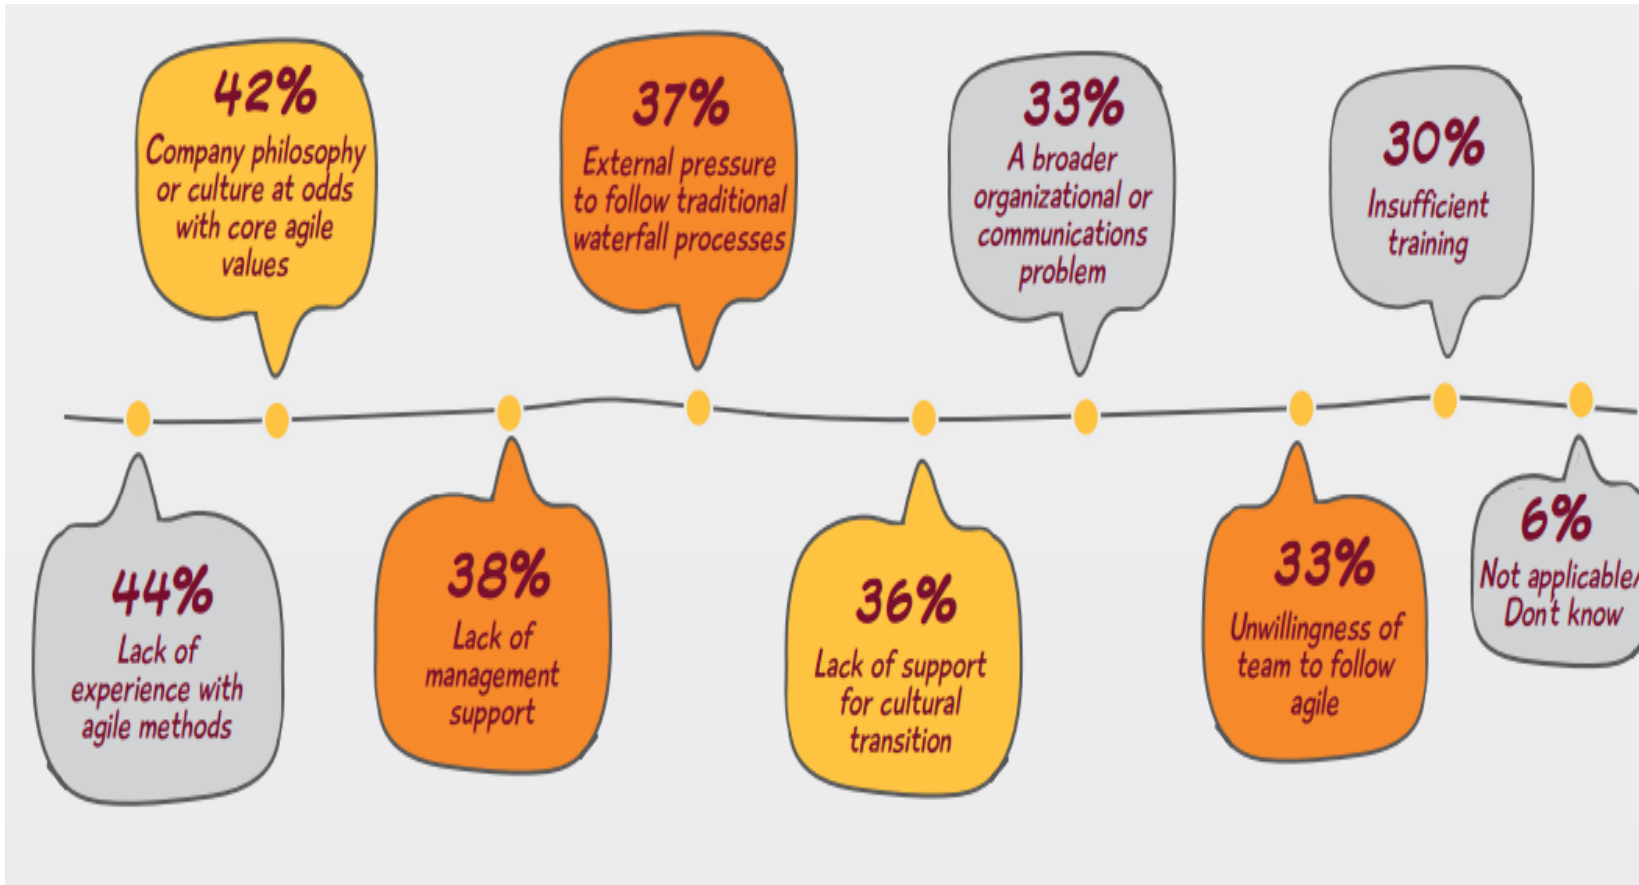 42%
Company philosophy
or culture at odds
with core agile
values
37%
External pressure
to follow traditional
waterfall processes
33%
A broader
organizational or
communications
problem
30%
Insufficient
training
44%
Lack of
experience with
agile methods
38%
Lack of
management
support
36%
Lack of support
for cultural
transition
33%
Unwillingness of
team to follow
agile
6%
Not applicable/
Don't know